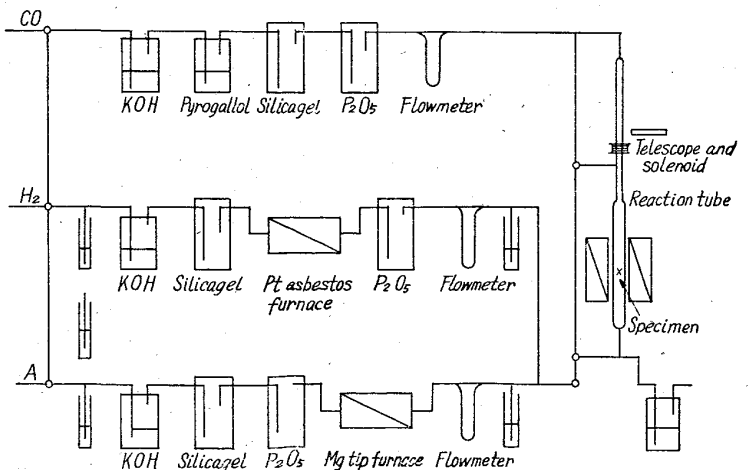 CO
KOH
Pyrogallol
Silicagel
P₂O₅
Flowmeter
Telescope and
solenoid
Reaction tube
H₂
KOH
Silicagel
Pt asbestos
furnace
P₂O₅
Flowmeter
x
Specimen
A
KOH
Silicagel
P₂O₅
Mg tip furnase
Flowmeter